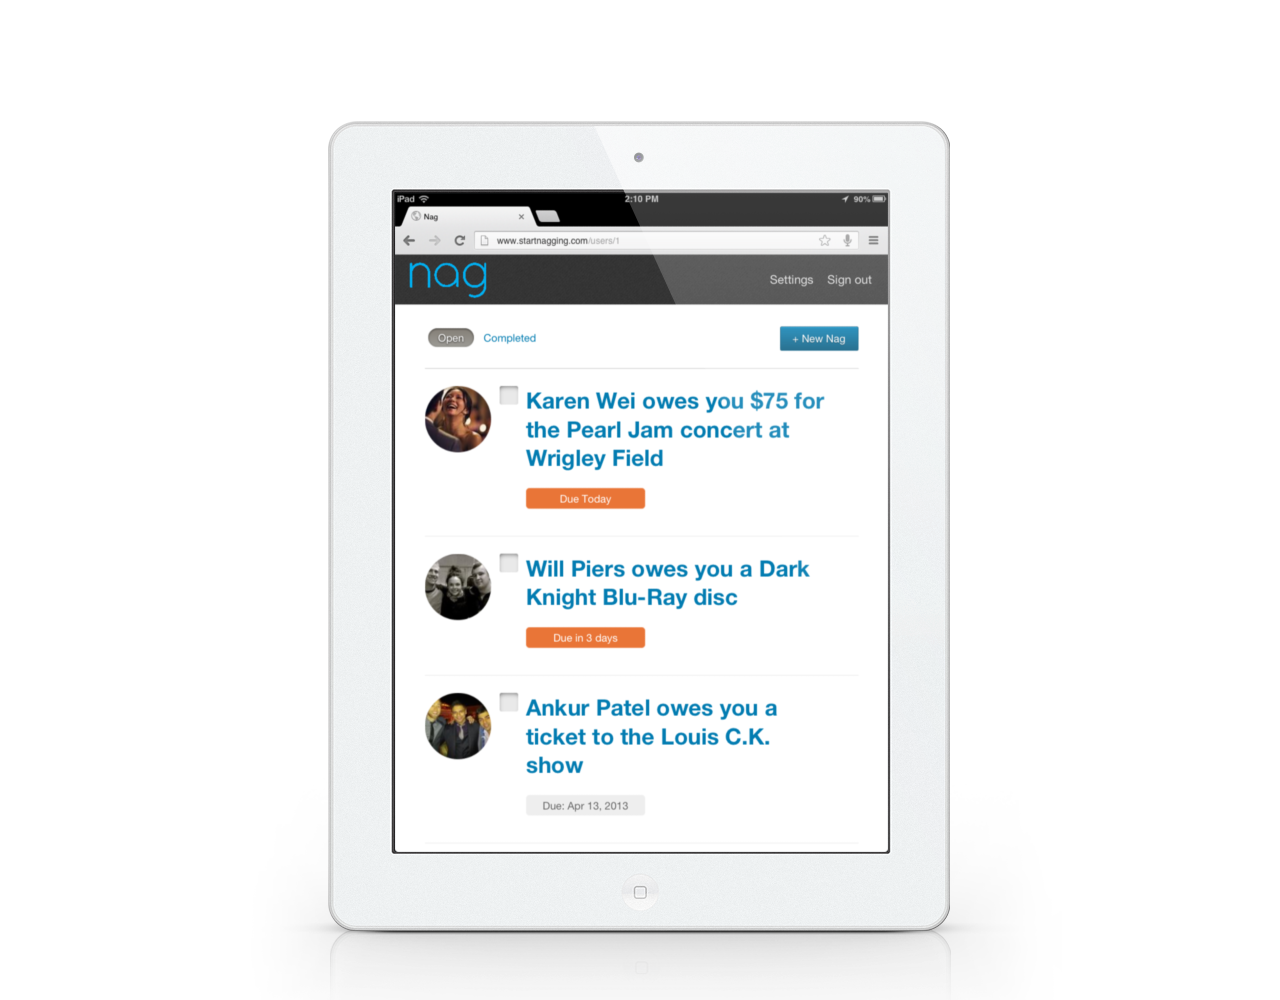 iPad 2:10 PM 90%
Nag
www.startnagging.com/users/1
nag Settings Sign out
Open Completed + New Nag
Karen Wei owes you $75 for
the Pearl Jam concert at
Wrigley Field
Due Today
Will Piers owes you a Dark
Knight Blu-Ray disc
Due in 3 days
Ankur Patel owes you a
ticket to the Louis C.K.
show
Due: Apr 13, 2013